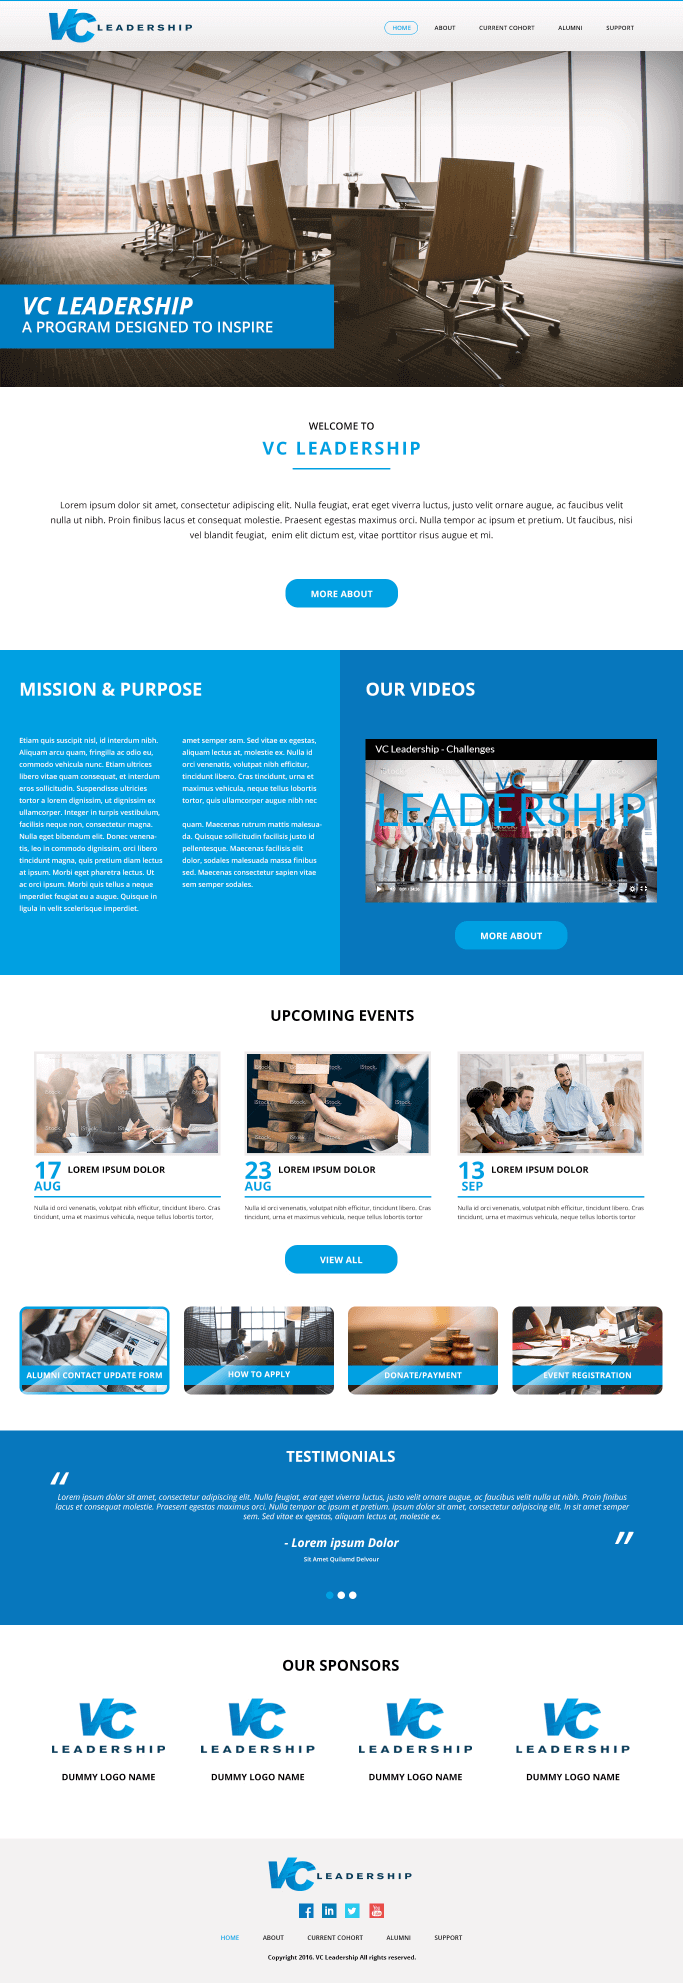 VC LEADERSHIP
HOME ABOUT CURRENT COHORT ALUMNI SUPPORT
VC LEADERSHIP
A PROGRAM DESIGNED TO INSPIRE
WELCOME TO
VC LEADERSHIP
Lorem ipsum dolor sit amet, consectetur adipiscing elit. Nulla feugiat, erat eget viverra luctus, justo velit ornare augue, ac faucibus velit
nulla ut nibh. Proin finibus lacus et consequat molestie. Praesent egestas maximus orci. Nulla tempor ac ipsum et pretium. Ut faucibus, nisi
vel blandit feugiat, enim elit dictum est, vitae porttitor risus augue et mi.
MORE ABOUT
MISSION & PURPOSE
Etiam quis suscipit nisl, id interdum nibh.
Aliquam arcu quam, fringilla ac odio eu,
commodo vehicula nunc. Etiam ultrices
libero vitae quam consequat, et interdum
eros sollicitudin. Suspendisse ultricies
tortor a lorem dignissim, ut dignissim ex
ullamcorper. Integer in turpis vestibulum,
facilisis neque non, consectetur magna.
Nulla eget bibendum elit. Donec venena-
tis, leo in commodo dignissim, orci libero
tincidunt magna, quis pretium diam lectus
at ipsum. Morbi eget pharetra lectus. Ut
ac orci ipsum. Morbi quis tellus a neque
imperdiet feugiat eu a augue. Quisque in
ligula in velit scelerisque imperdiet.
amet semper sem. Sed vitae ex egestas,
aliquam lectus at, molestie ex. Nulla id
orci venenatis, volutpat nibh efficitur,
tincidunt libero. Cras tincidunt, urna et
maximus vehicula, neque tellus lobortis
tortor, quis ullamcorper augue nibh nec
quam. Maecenas rutrum mattis malesua-
da. Quisque sollicitudin facilisis justo id
pellentesque. Maecenas facilisis elit
dolor, sodales malesuada massa finibus
sed. Maecenas consectetur sapien vitae
sem semper sodales.
OUR VIDEOS
VC Leadership - Challenges
VC
LEADERSHIP
MORE ABOUT
UPCOMING EVENTS
iStock. iStock. iStock.
17 AUG LOREM IPSUM DOLOR
Nulla id orci venenatis, volutpat nibh efficitur, tincidunt libero. Cras
tincidunt, urna et maximus vehicula, neque tellus lobortis tortor,
23 AUG LOREM IPSUM DOLOR
Nulla id orci venenatis, volutpat nibh efficitur, tincidunt libero. Cras
tincidunt, urna et maximus vehicula, neque tellus lobortis tortor
13 SEP LOREM IPSUM DOLOR
Nulla id orci venenatis, volutpat nibh efficitur, tincidunt libero. Cras
tincidunt, urna et maximus vehicula, neque tellus lobortis tortor
VIEW ALL
ALUMNI CONTACT UPDATE FORM
HOW TO APPLY
DONATE/PAYMENT
EVENT REGISTRATION
TESTIMONIALS
Lorem ipsum dolor sit amet, consectetur adipiscing elit. Nulla feugiat, erat eget viverra luctus, justo velit ornare augue, ac faucibus velit nulla ut nibh. Proin finibus
lacus et consequat molestie. Praesent egestas maximus orci. Nulla tempor ac ipsum et pretium. ipsum dolor sit amet, consectetur adipiscing elit. In sit amet semper
sem. Sed vitae ex egestas, aliquam lectus at, molestie ex.
- Lorem ipsum Dolor
Sit Amet Quliamd Delvour
OUR SPONSORS
VC LEADERSHIP VC LEADERSHIP VC LEADERSHIP VC LEADERSHIP
DUMMY LOGO NAME DUMMY LOGO NAME DUMMY LOGO NAME DUMMY LOGO NAME
VC LEADERSHIP
HOME ABOUT CURRENT COHORT ALUMNI SUPPORT
Copyright 2016. VC Leadership All rights reserved.